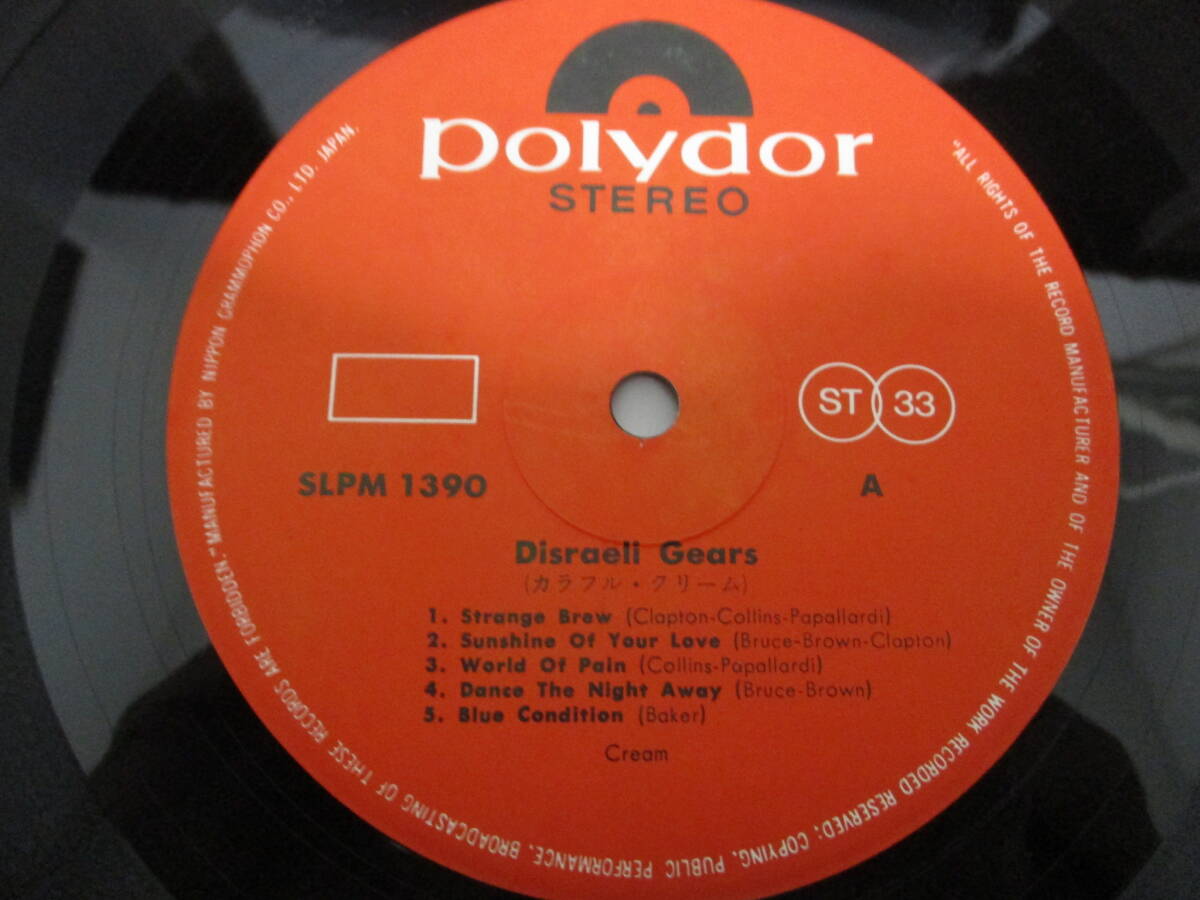 polydor
STEREO
ST 33
SLPM 1390 A
Disraeli Gears
(カラフル・クリーム)
1. Strange Brew (Clapton-Collins-Papallardi)
2. Sunshine Of Your Love (Bruce-Brown-Clapton)
3. World Of Pain (Collins-Papallardi)
4. Dance The Night Away (Bruce-Brown)
5. Blue Condition (Baker)
Cream
"ALL RIGHTS OF THE RECORD MANUFACTURER AND OF THE OWNER OF THE WORK RECORDED RESERVED; COPYING, PUBLIC PERFORMANCE, BROADCASTING OF THESE RECORDS ARE FORBIDDEN." MANUFACTURED BY NIPPON GRAMMOPHON CO., LTD. JAPAN.